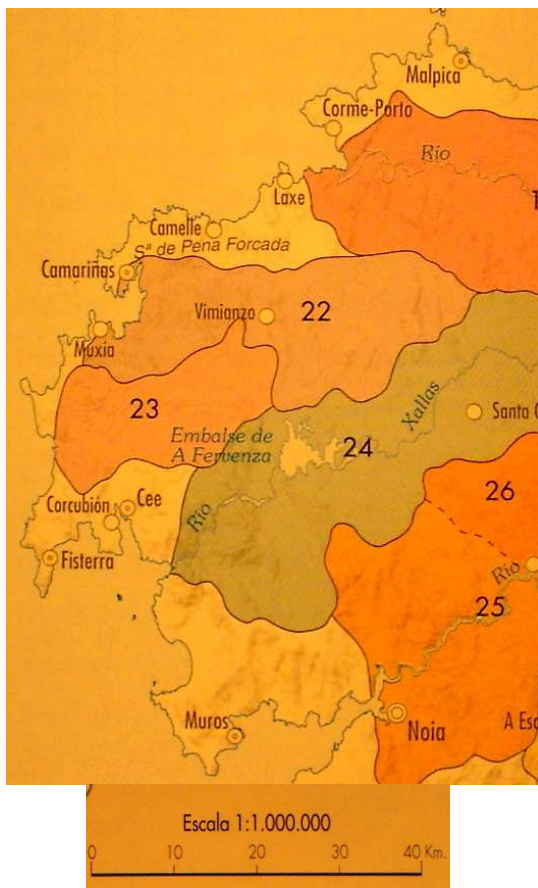 Malpica
Corme-Porto
Río
Laxe
Camelle
Sª de Pena Forcada
Camariñas
Vimianzo
22
Muxía
23
Embalse de
A Fervenza
Xallas
Santa
24
26
Corcubión
Cee
Río
Fisterra
Río
25
Muros
Noia
A Esc
Escala 1:1.000.000
0 10 20 30 40 Km.